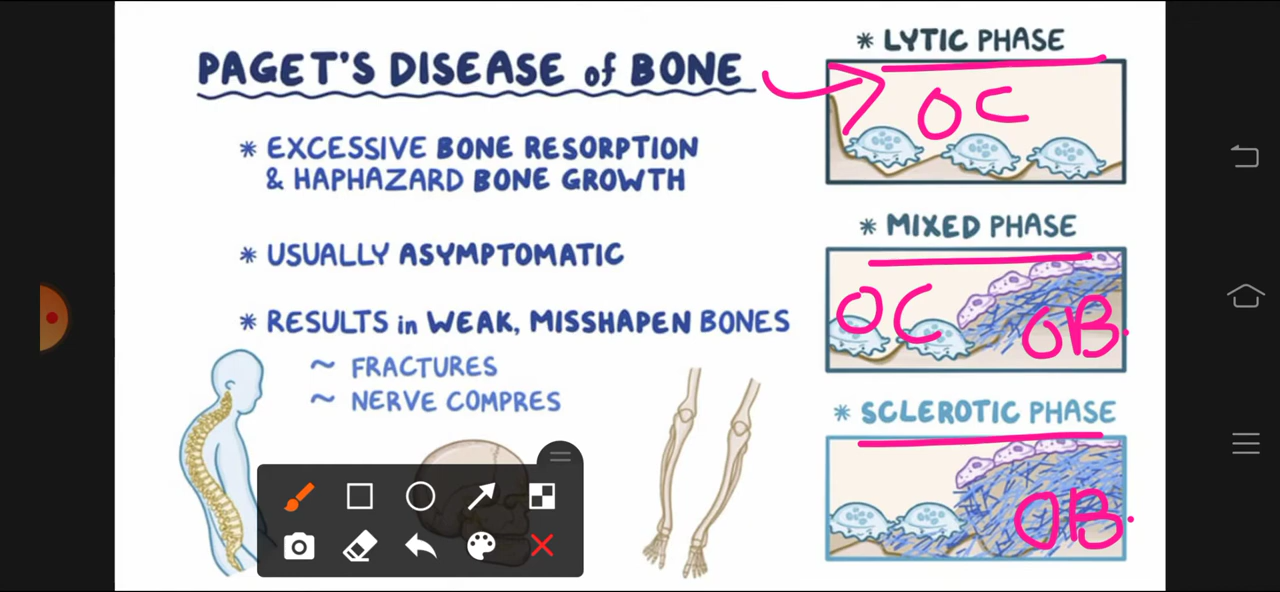 PAGET'S DISEASE of BONE
* EXCESSIVE BONE RESORPTION
& HAPHAZARD BONE GROWTH
* USUALLY ASYMPTOMATIC
* RESULTS in WEAK, MISSHAPEN BONES
~ FRACTURES
~ NERVE COMPRES
* LYTIC PHASE
OC
* MIXED PHASE
OC OB.
* SCLEROTIC PHASE
OB.